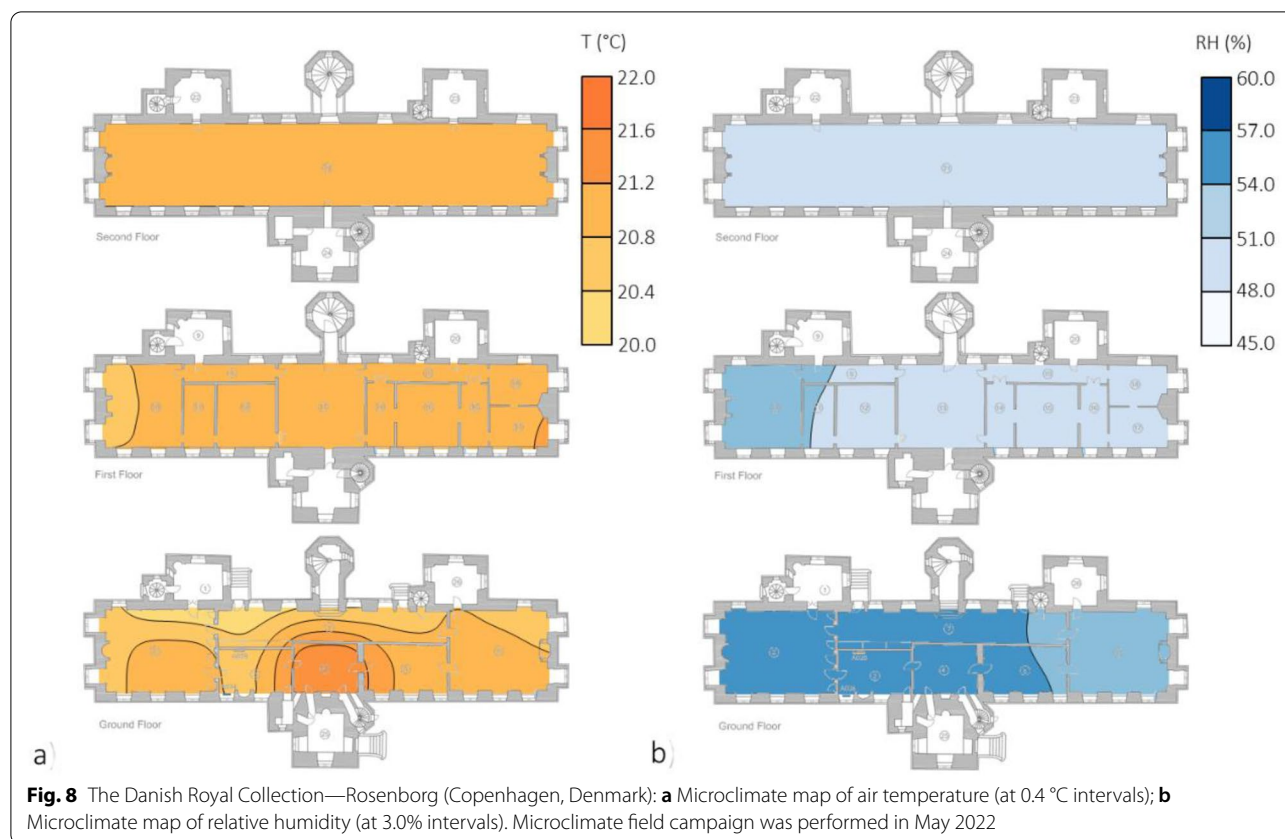 T (°C)
22.0
21.6
21.2
20.8
20.4
20.0
RH (%)
60.0
57.0
54.0
51.0
48.0
45.0
Second Floor
Second Floor
First Floor
First Floor
Ground Floor
Ground Floor
a)
b)
Fig. 8 The Danish Royal Collection—Rosenborg (Copenhagen, Denmark): a Microclimate map of air temperature (at 0.4 °C intervals); b
Microclimate map of relative humidity (at 3.0% intervals). Microclimate field campaign was performed in May 2022